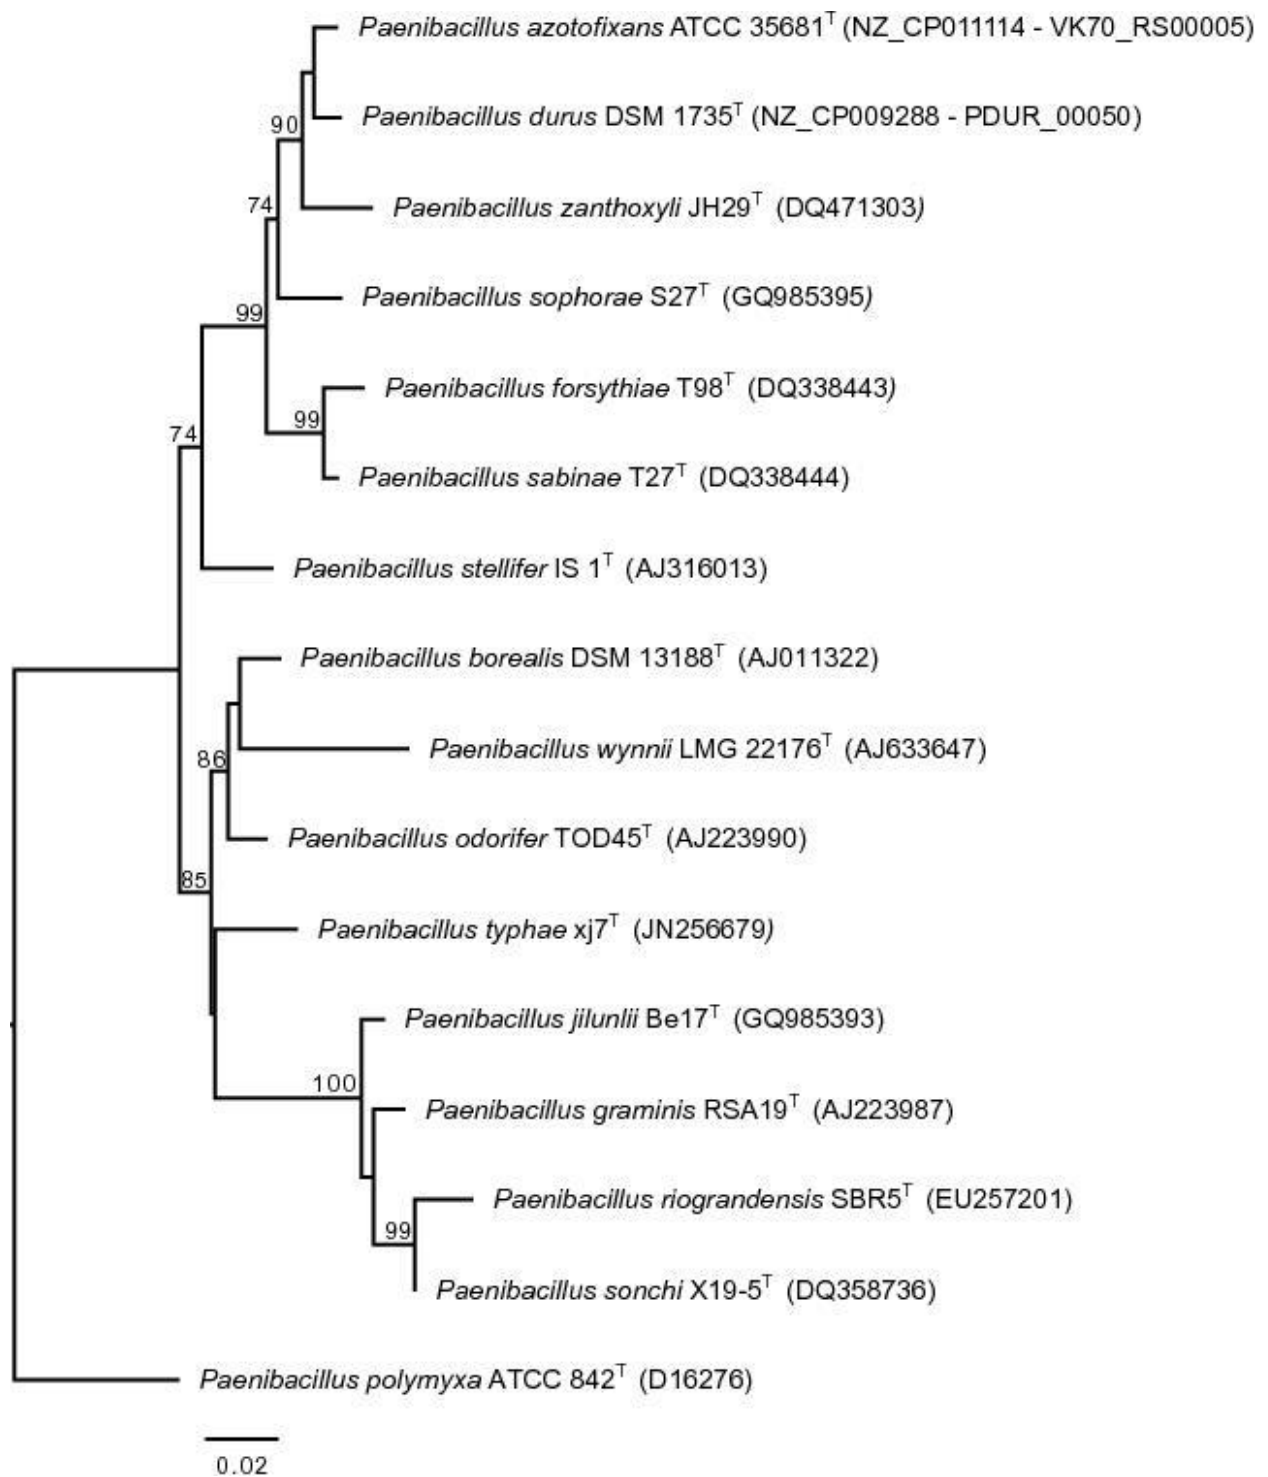 Paenibacillus azotofixans ATCC 35681T (NZ_CP011114 - VK70_RS00005)
90
Paenibacillus durus DSM 1735T (NZ_CP009288 - PDUR_00050)
74
Paenibacillus zanthoxyli JH29T (DQ471303)
Paenibacillus sophorae S27T (GQ985395)
99
Paenibacillus forsythiae T98T (DQ338443)
99
74
Paenibacillus sabinae T27T (DQ338444)
Paenibacillus stellifer IS 1T (AJ316013)
Paenibacillus borealis DSM 13188T (AJ011322)
Paenibacillus wynnii LMG 22176T (AJ633647)
86
Paenibacillus odorifer TOD45T (AJ223990)
85
Paenibacillus typhae xj7T (JN256679)
Paenibacillus jilunlii Be17T (GQ985393)
100
Paenibacillus graminis RSA19T (AJ223987)
Paenibacillus riograndensis SBR5T (EU257201)
99
Paenibacillus sonchi X19-5T (DQ358736)
Paenibacillus polymyxa ATCC 842T (D16276)
0.02